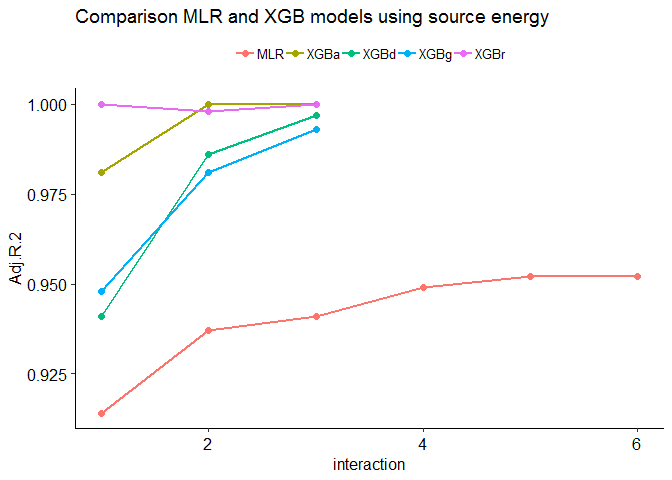 Comparison MLR and XGB models using source energy
MLR XGBa XGBd XGBg XGBr
1.000
0.975
0.950
0.925
Adj.R.2
2 4 6
interaction